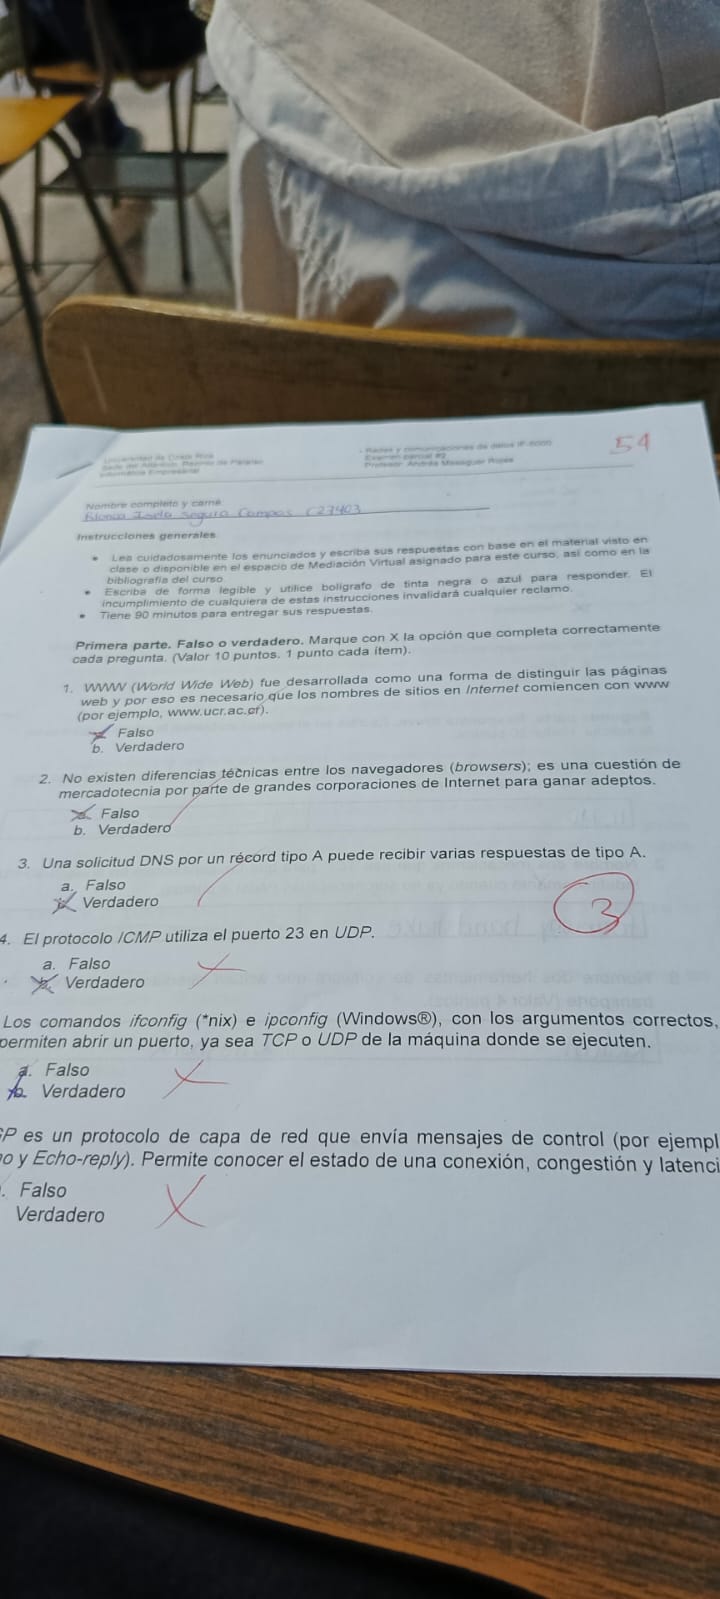 Universidad de Costa Rica
Sede del Atlántico, Recinto de Paraíso
Informática Empresarial
Redes y comunicaciones de datos IF-5000
Examen parcial #2
Profesor: Andrés
54
Nombre completo y carné
Segura Campos C27403
Instrucciones generales
• Lea cuidadosamente los enunciados y escriba sus respuestas con base en el material visto en
clase o disponible en el espacio de Mediación Virtual asignado para este curso, así como en la
bibliografía del curso.
• Escriba de forma legible y utilice bolígrafo de tinta negra o azul para responder. El
incumplimiento de cualquiera de estas instrucciones invalidará cualquier reclamo.
• Tiene 90 minutos para entregar sus respuestas.
Primera parte. Falso o verdadero. Marque con X la opción que completa correctamente
cada pregunta. (Valor 10 puntos. 1 punto cada ítem).
1. WWW (World Wide Web) fue desarrollada como una forma de distinguir las páginas
web y por eso es necesario que los nombres de sitios en Internet comiencen con www
(por ejemplo, www.ucr.ac.cr).
a. Falso
b. Verdadero
2. No existen diferencias técnicas entre los navegadores (browsers); es una cuestión de
mercadotecnia por parte de grandes corporaciones de Internet para ganar adeptos.
a. Falso
b. Verdadero
3. Una solicitud DNS por un récord tipo A puede recibir varias respuestas de tipo A.
a. Falso
b. Verdadero
3
4. El protocolo ICMP utiliza el puerto 23 en UDP.
a. Falso
b. Verdadero
Los comandos ifconfig (*nix) e ipconfig (Windows®), con los argumentos correctos,
permiten abrir un puerto, ya sea TCP o UDP de la máquina donde se ejecuten.
a. Falso
b. Verdadero
GP es un protocolo de capa de red que envía mensajes de control (por ejempl
o y Echo-reply). Permite conocer el estado de una conexión, congestión y latenci
. Falso
Verdadero